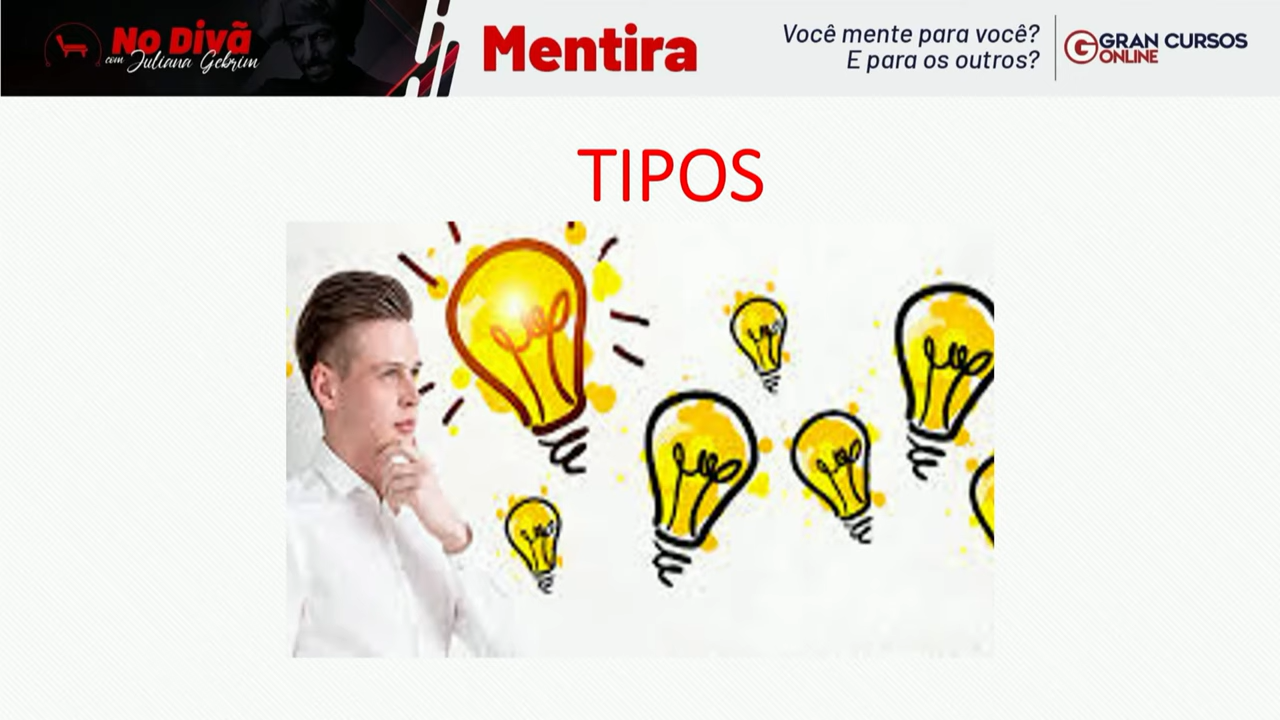 No Divã
com Juliana Gebrim
Mentira
Você mente para você?
E para os outros?
GRAN CURSOS
ONLINE
TIPOS